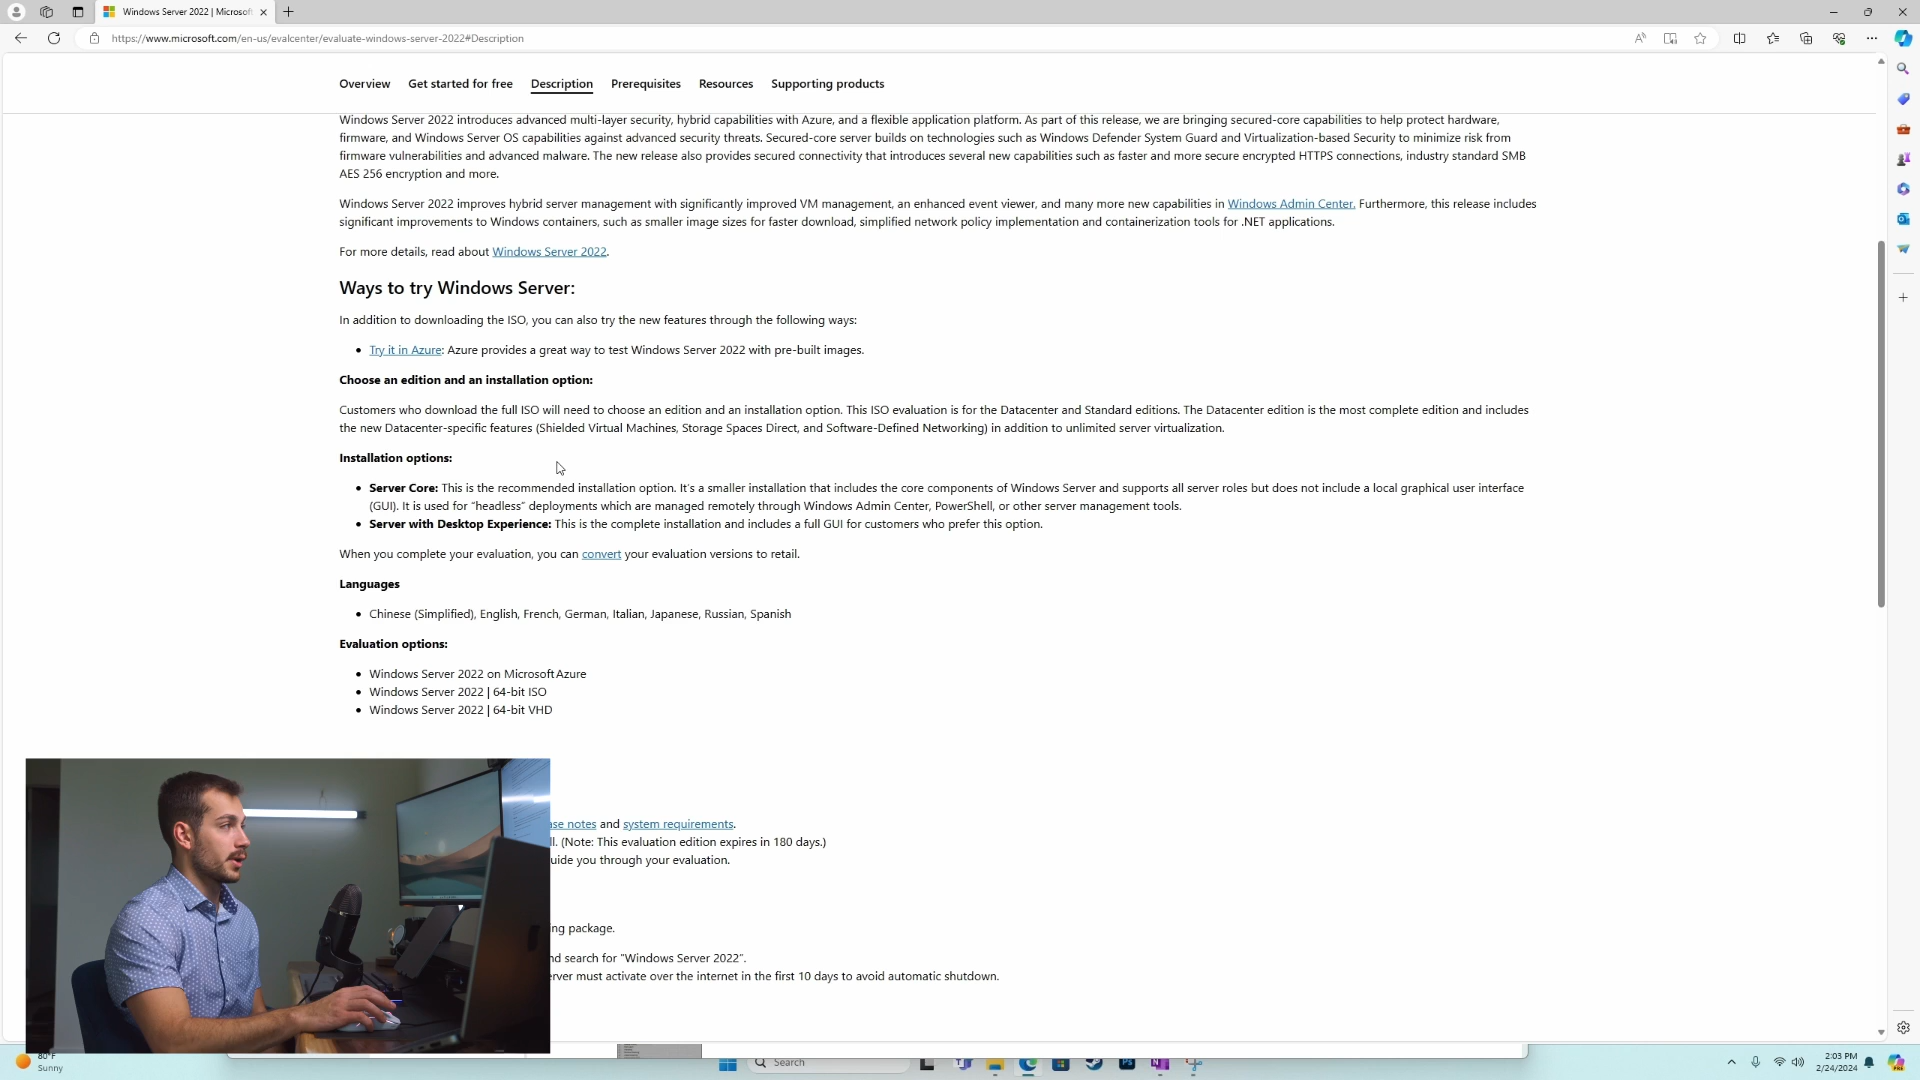 Windows Server 2022 | Microsof
https://www.microsoft.com/en-us/evalcenter/evaluate-windows-server-2022#Description
Overview Get started for free Description Prerequisites Resources Supporting products
Windows Server 2022 introduces advanced multi-layer security, hybrid capabilities with Azure, and a flexible application platform. As part of this release, we are bringing secured-core capabilities to help protect hardware,
firmware, and Windows Server OS capabilities against advanced security threats. Secured-core server builds on technologies such as Windows Defender System Guard and Virtualization-based Security to minimize risk from
firmware vulnerabilities and advanced malware. The new release also provides secured connectivity that introduces several new capabilities such as faster and more secure encrypted HTTPS connections, industry standard SMB
AES 256 encryption and more.
Windows Server 2022 improves hybrid server management with significantly improved VM management, an enhanced event viewer, and many more new capabilities in Windows Admin Center. Furthermore, this release includes
significant improvements to Windows containers, such as smaller image sizes for faster download, simplified network policy implementation and containerization tools for .NET applications.
For more details, read about Windows Server 2022.
Ways to try Windows Server:
In addition to downloading the ISO, you can also try the new features through the following ways:
• Try it in Azure: Azure provides a great way to test Windows Server 2022 with pre-built images.
Choose an edition and an installation option:
Customers who download the full ISO will need to choose an edition and an installation option. This ISO evaluation is for the Datacenter and Standard editions. The Datacenter edition is the most complete edition and includes
the new Datacenter-specific features (Shielded Virtual Machines, Storage Spaces Direct, and Software-Defined Networking) in addition to unlimited server virtualization.
Installation options:
• Server Core: This is the recommended installation option. It's a smaller installation that includes the core components of Windows Server and supports all server roles but does not include a local graphical user interface
(GUI). It is used for "headless" deployments which are managed remotely through Windows Admin Center, PowerShell, or other server management tools.
• Server with Desktop Experience: This is the complete installation and includes a full GUI for customers who prefer this option.
When you complete your evaluation, you can convert your evaluation versions to retail.
Languages
• Chinese (Simplified), English, French, German, Italian, Japanese, Russian, Spanish
Evaluation options:
• Windows Server 2022 on Microsoft Azure
• Windows Server 2022 | 64-bit ISO
• Windows Server 2022 | 64-bit VHD
ase notes and system requirements.
ll. (Note: This evaluation edition expires in 180 days.)
uide you through your evaluation.
ing package.
nd search for "Windows Server 2022".
erver must activate over the internet in the first 10 days to avoid automatic shutdown.
80°F
Sunny
Search
2:03 PM
2/24/2024